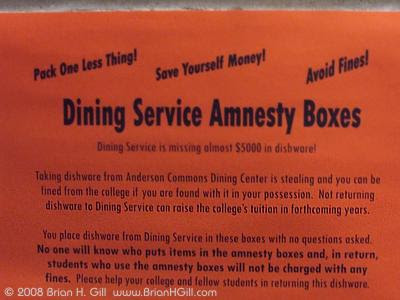 Pack One Less Thing!
Save Yourself Money!
Avoid Fines!
Dining Service Amnesty Boxes
Dining Service is missing almost $5000 in dishware!
Taking dishware from Anderson Commons Dining Center is stealing and you can be
fined from the college if you are found with it in your possession. Not returning
dishware to Dining Service can raise the college's tuition in forthcoming years.
You place dishware from Dining Service in these boxes with no questions asked.
No one will know who puts items in the amnesty boxes and, in return,
students who use the amnesty boxes will not be charged with any
fines. Please help your college and fellow students in returning this dishware.
© 2008 Brian H. Gill www.BrianHGill.com